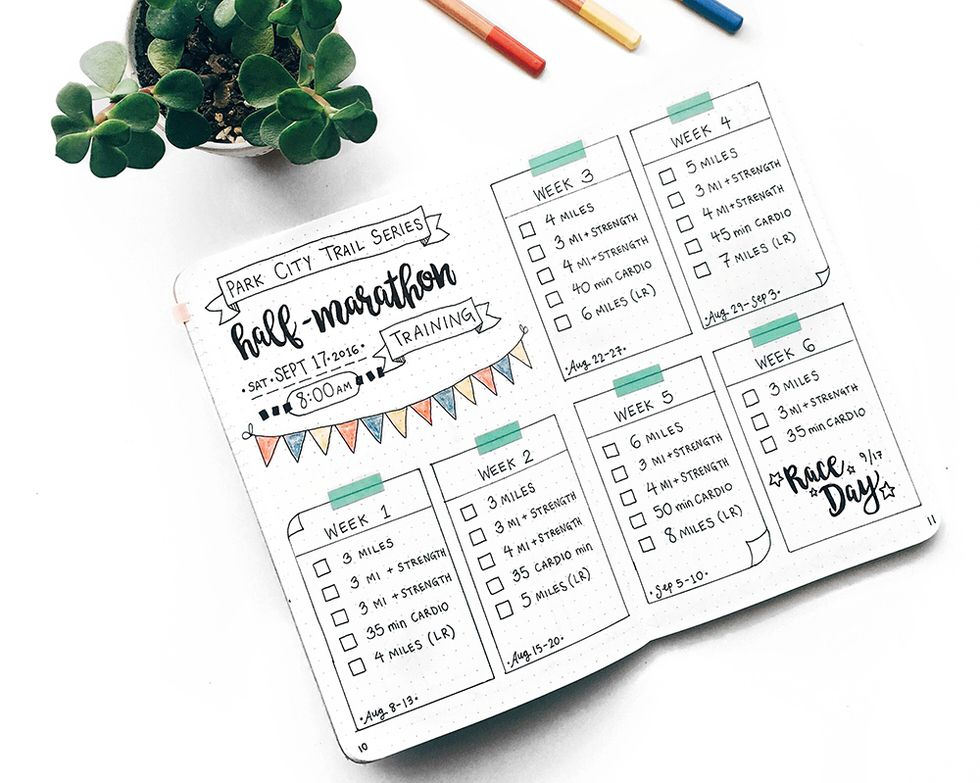 PARK CITY TRAIL SERIES
half-marathon
TRAINING
•SAT•SEPT 17•2016•
8:00AM
WEEK 1
3 MILES
3 MI + STRENGTH
3 MI + STRENGTH
35 min CARDIO
4 MILES (LR)
•Aug 8-13•
10
WEEK 2
3 MILES
3 MI + STRENGTH
4 MI + STRENGTH
35 CARDIO min
5 MILES (LR)
•Aug 15-20•
WEEK 3
4 MILES
3 MI + STRENGTH
4 MI + STRENGTH
40 min CARDIO
6 MILES (LR)
•Aug 22-27•
WEEK 4
5 MILES
3 MI + STRENGTH
4 MI + STRENGTH
45 min CARDIO
7 MILES (LR)
•Aug 29-Sep 3•
WEEK 5
6 MILES
3 MI + STRENGTH
4 MI + STRENGTH
50 min CARDIO
8 MILES (LR)
•Sep 5-10•
WEEK 6
3 MILES
3 MI + STRENGTH
35 min CARDIO
Race 9/17
Day
11